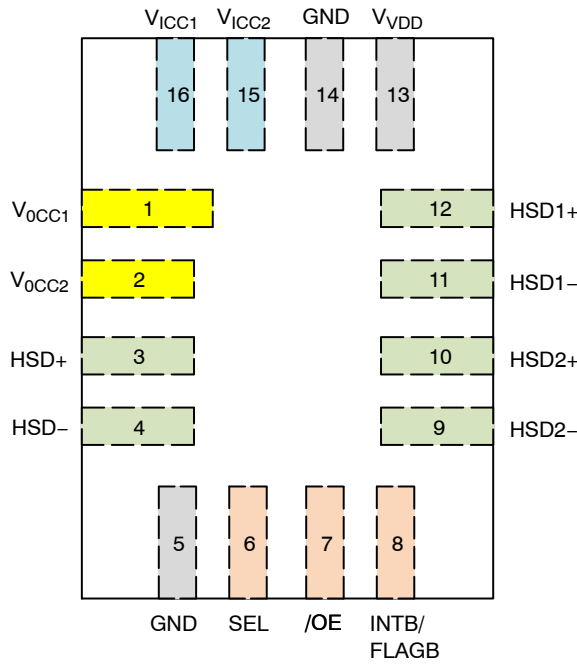 VICC1 VICC2 GND VVDD
16 15 14 13
V0CC1 1 12 HSD1+
V0CC2 2 11 HSD1−
HSD+ 3 10 HSD2+
HSD− 4 9 HSD2−
5 6 7 8
GND SEL /OE INTB/
FLAGB